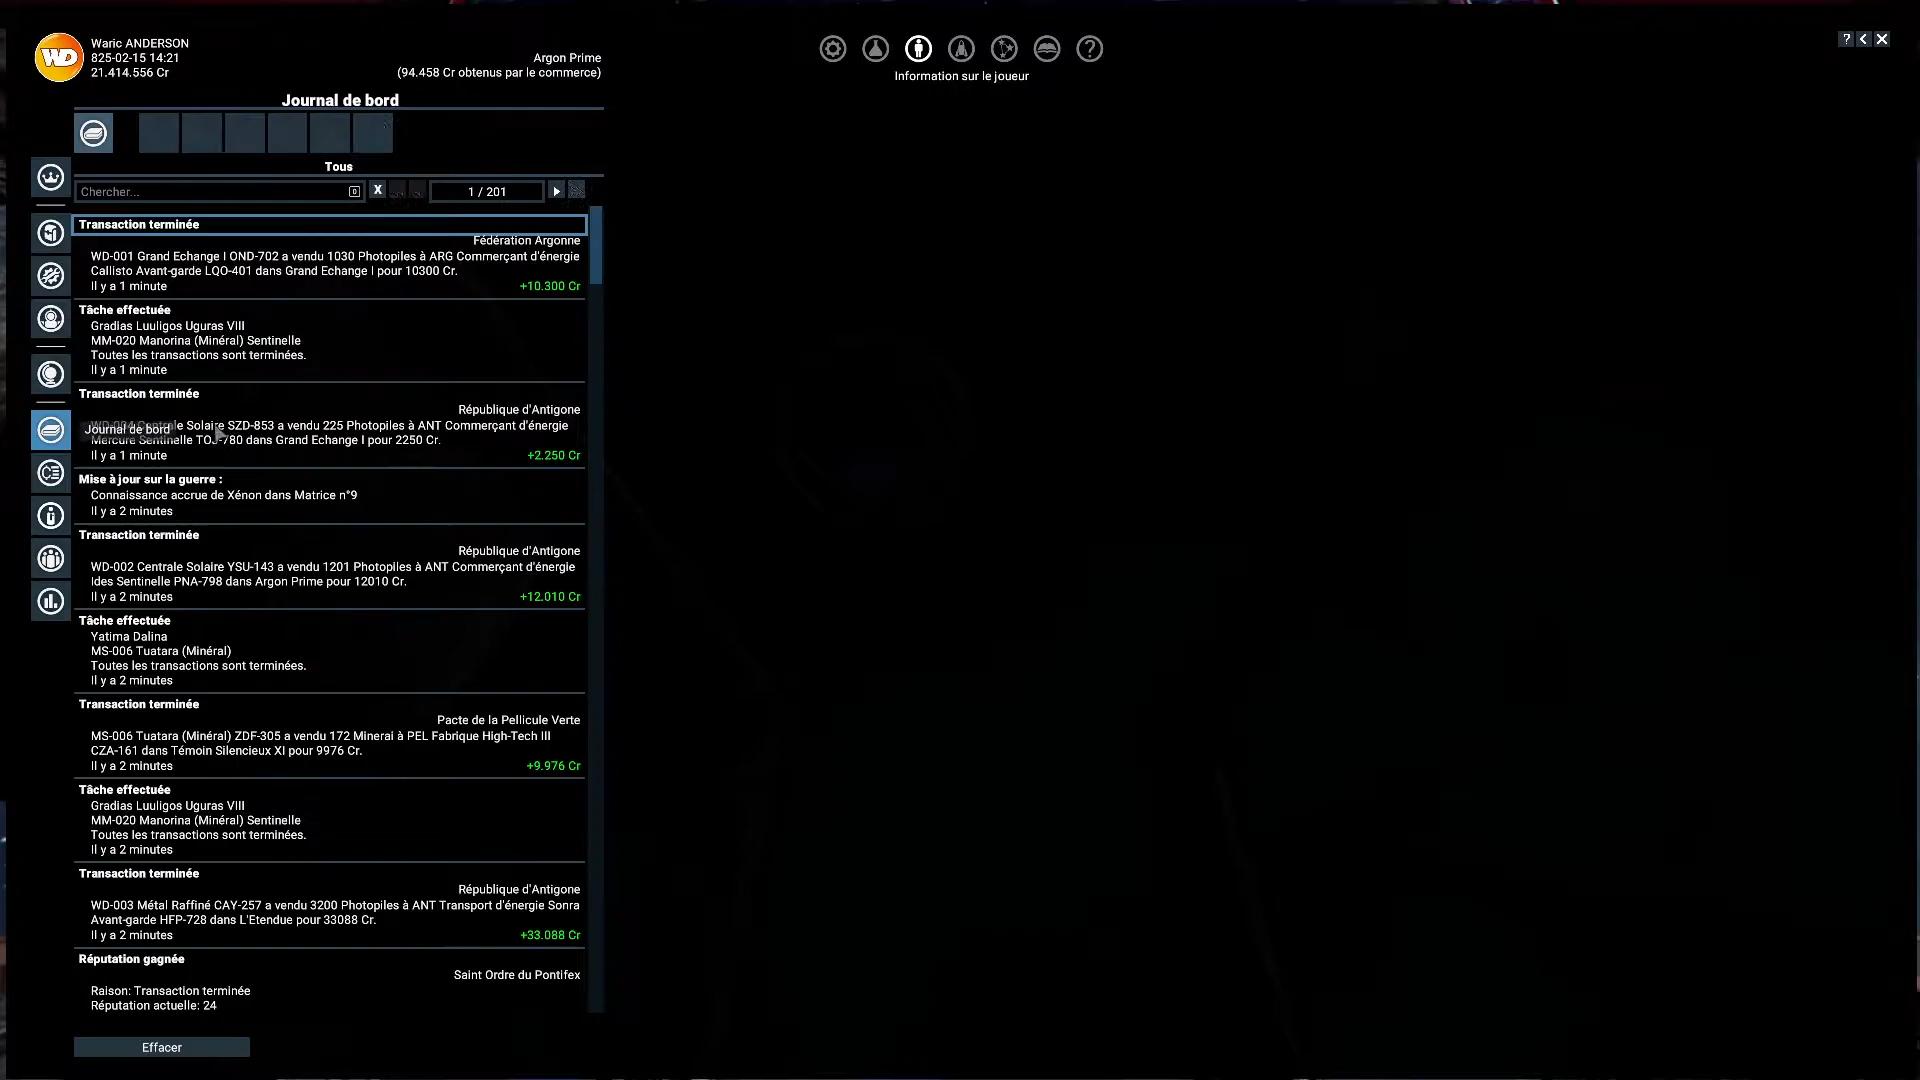 WD
Waric ANDERSON
825-02-15 14:21
21.414.556 Cr
Argon Prime
(94.458 Cr obtenus par le commerce)
Information sur le joueur
?
? < X
Journal de bord
Tous
Chercher...
0
X
1 / 201
Transaction terminée
Fédération Argonne
WD-001 Grand Echange I OND-702 a vendu 1030 Photopiles à ARG Commerçant d'énergie
Callisto Avant-garde LQO-401 dans Grand Echange I pour 10300 Cr.
Il y a 1 minute
+10.300 Cr
Tâche effectuée
Gradias Luuligos Uguras VIII
MM-020 Manorina (Minéral) Sentinelle
Toutes les transactions sont terminées.
Il y a 1 minute
Transaction terminée
République d'Antigone
WD-004 Centrale Solaire SZD-853 a vendu 225 Photopiles à ANT Commerçant d'énergie
Journal de bord
Mercure Sentinelle TOJ-780 dans Grand Echange I pour 2250 Cr.
Il y a 1 minute
+2.250 Cr
Mise à jour sur la guerre :
Connaissance accrue de Xénon dans Matrice n°9
Il y a 2 minutes
Transaction terminée
République d'Antigone
WD-002 Centrale Solaire YSU-143 a vendu 1201 Photopiles à ANT Commerçant d'énergie
Ides Sentinelle PNA-798 dans Argon Prime pour 12010 Cr.
Il y a 2 minutes
+12.010 Cr
Tâche effectuée
Yatima Dalina
MS-006 Tuatara (Minéral)
Toutes les transactions sont terminées.
Il y a 2 minutes
Transaction terminée
Pacte de la Pellicule Verte
MS-006 Tuatara (Minéral) ZDF-305 a vendu 172 Minerai à PEL Fabrique High-Tech III
CZA-161 dans Témoin Silencieux XI pour 9976 Cr.
Il y a 2 minutes
+9.976 Cr
Tâche effectuée
Gradias Luuligos Uguras VIII
MM-020 Manorina (Minéral) Sentinelle
Toutes les transactions sont terminées.
Il y a 2 minutes
Transaction terminée
République d'Antigone
WD-003 Métal Raffiné CAY-257 a vendu 3200 Photopiles à ANT Transport d'énergie Sonra
Avant-garde HFP-728 dans L'Etendue pour 33088 Cr.
Il y a 2 minutes
+33.088 Cr
Réputation gagnée
Saint Ordre du Pontifex
Raison: Transaction terminée
Réputation actuelle: 24
Effacer